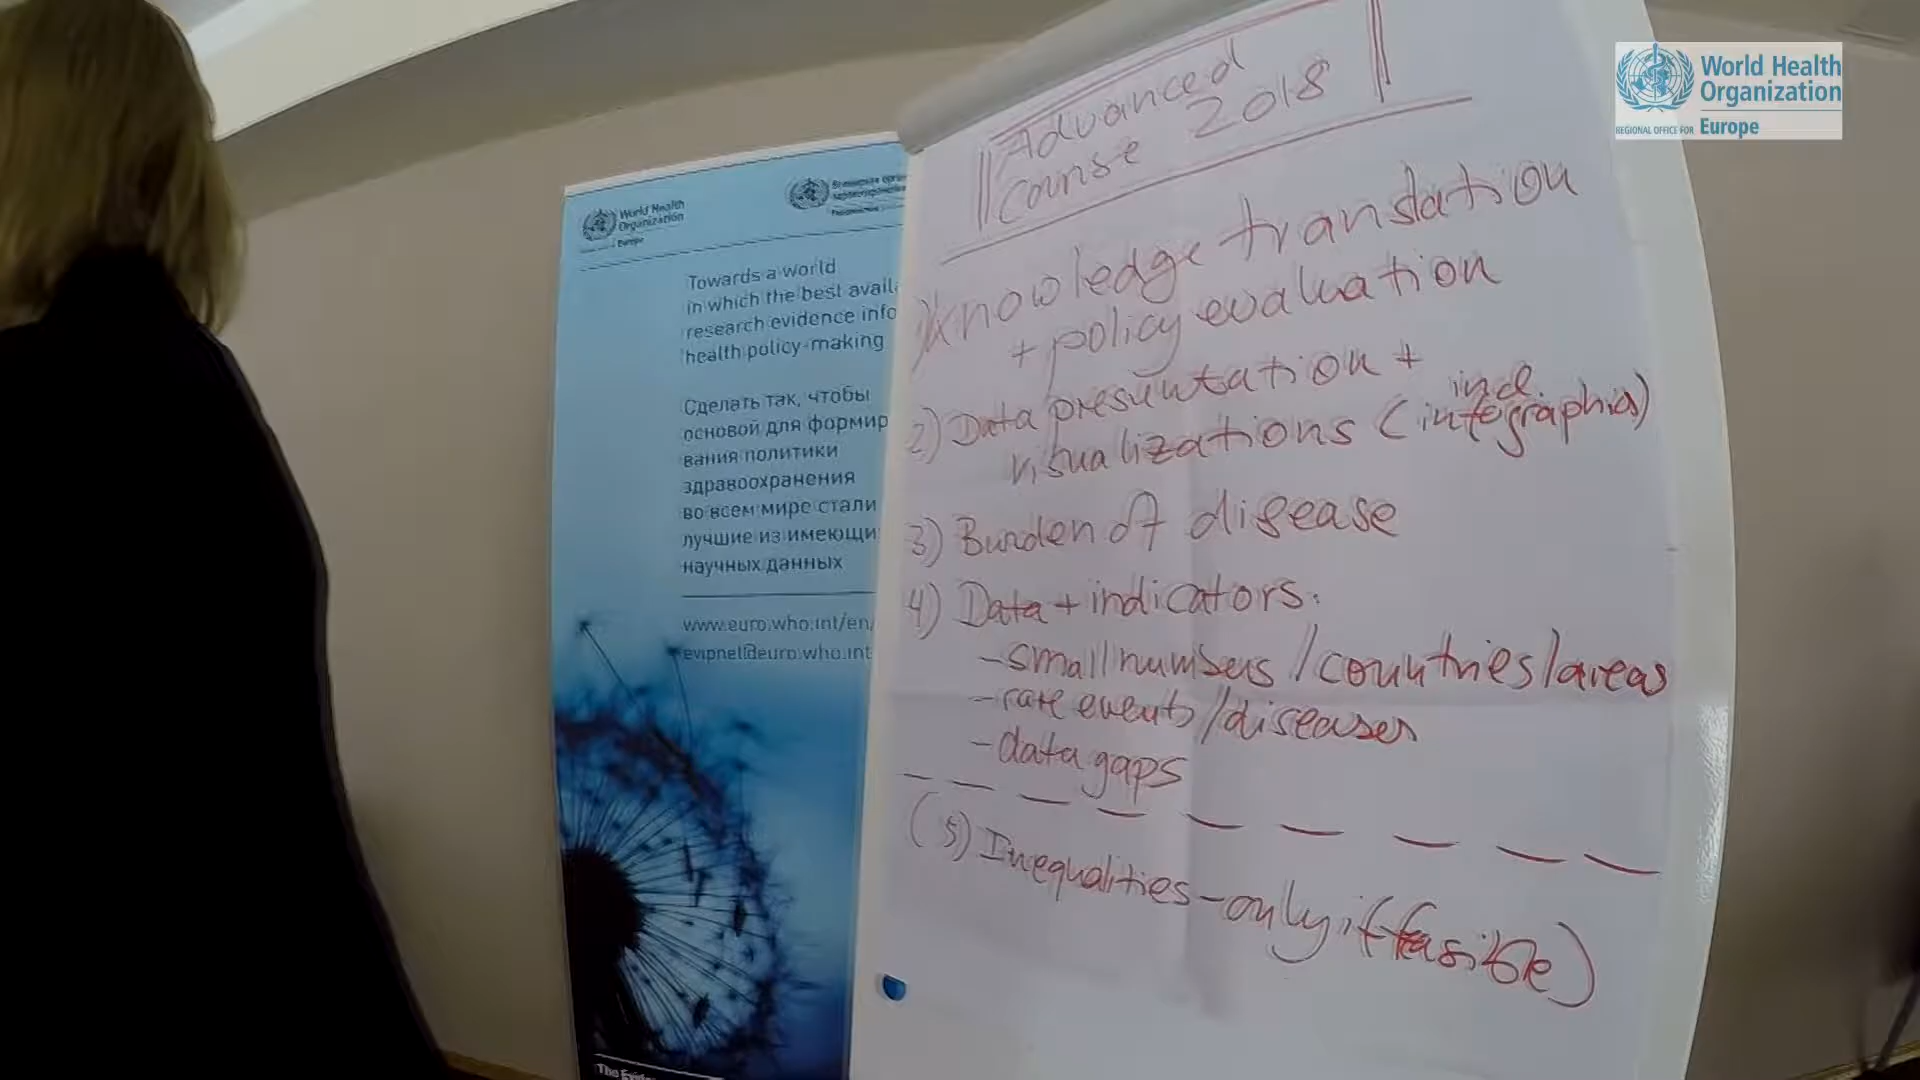 World Health
Organization
REGIONAL OFFICE FOR Europe
World Health
Organization
Europe
Towards a world
in which the best avail
research evidence info
health policy-making
Сделать так, чтобы
основой для формир
вания политики
здравоохранения
во всем мире стали
лучшие из имеющи
научных данных
www.euro.who.int/en/
evipnet@euro.who.int
Advanced
Course 2018
knowledge translation
+ policy evaluation
2) Data presentation +
incl.
visualizations (infographics)
3) Burden of disease
4) Data + indicators:
- small numbers / countries / areas
- rare events / diseases
- data gaps
(5) Inequalities - only if feasible)